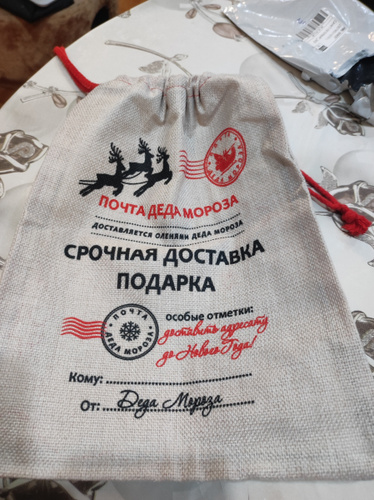 ПОЧТА ДЕДА МОРОЗА
ДОСТАВЛЯЕТСЯ ОЛЕНЯМИ ДЕДА МОРОЗА
СРОЧНАЯ ДОСТАВКА
ПОДАРКА
ПОЧТА
ДЕДА МОРОЗА
особые отметки:
доставить адресату
до Нового Года!
Кому:
От: Деда Мороза